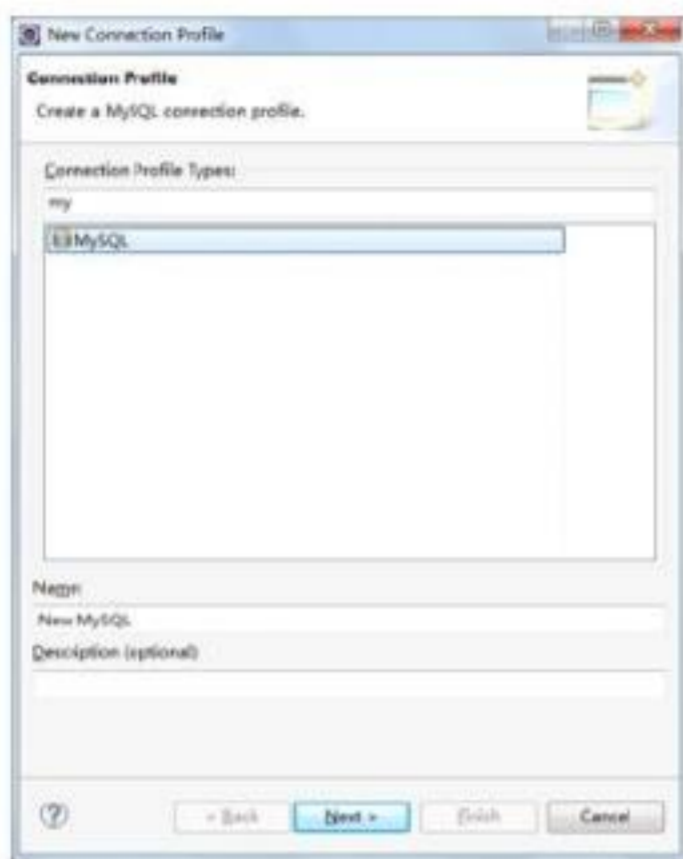 New Connection Profile
Connection Profile
Create a MySQL connection profile.
Connection Profile Types:
my
MySQL
Name:
New MySQL
Description (optional)
< Back
Next >
Finish
Cancel